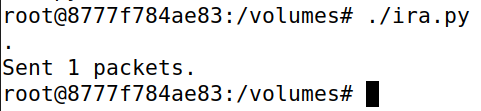 root@8777f784ae83:/volumes# ./ira.py
.
Sent 1 packets.
root@8777f784ae83:/volumes#